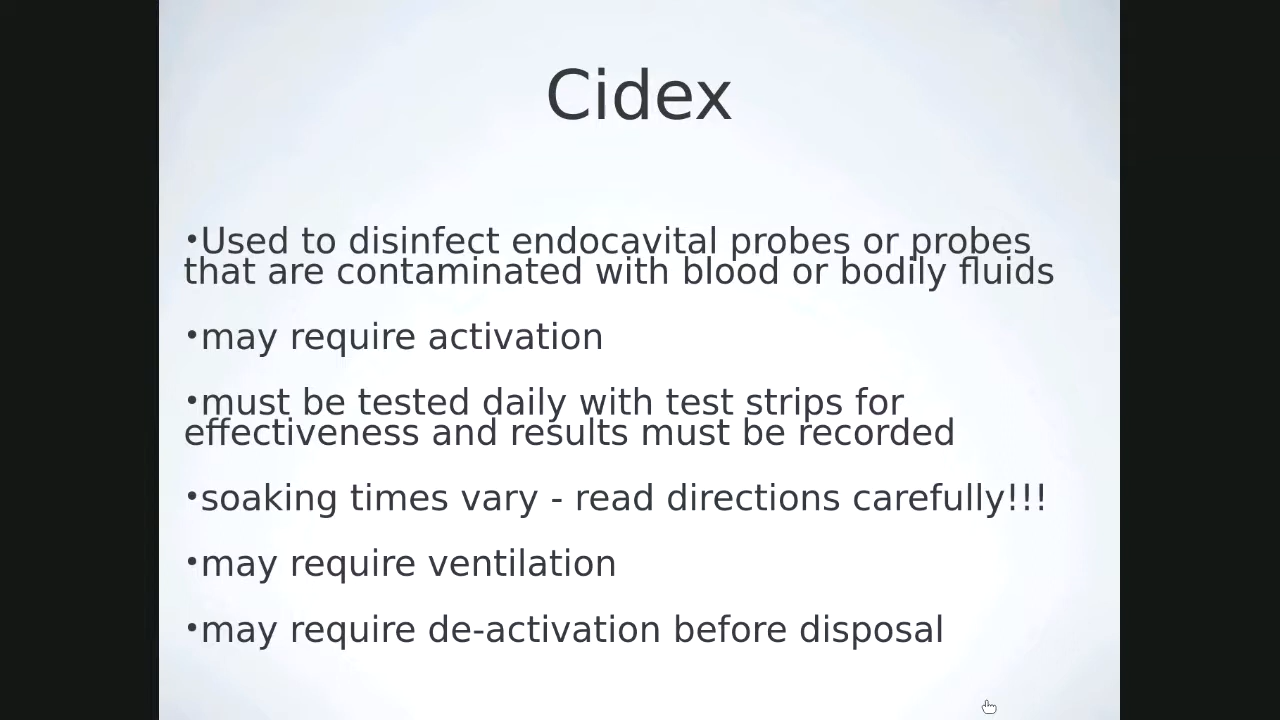 Cidex
•Used to disinfect endocavital probes or probes
that are contaminated with blood or bodily fluids
•may require activation
•must be tested daily with test strips for
effectiveness and results must be recorded
•soaking times vary - read directions carefully!!!
•may require ventilation
•may require de-activation before disposal